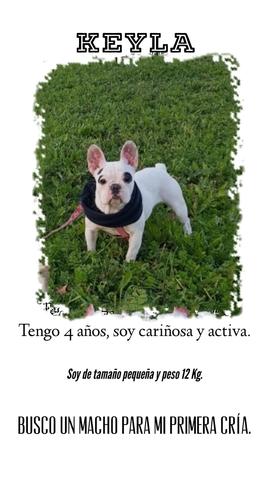 KEYLA
Tengo 4 años, soy cariñosa y activa.
Soy de tamaño pequeña y peso 12 Kg.
BUSCO UN MACHO PARA MI PRIMERA CRÍA.